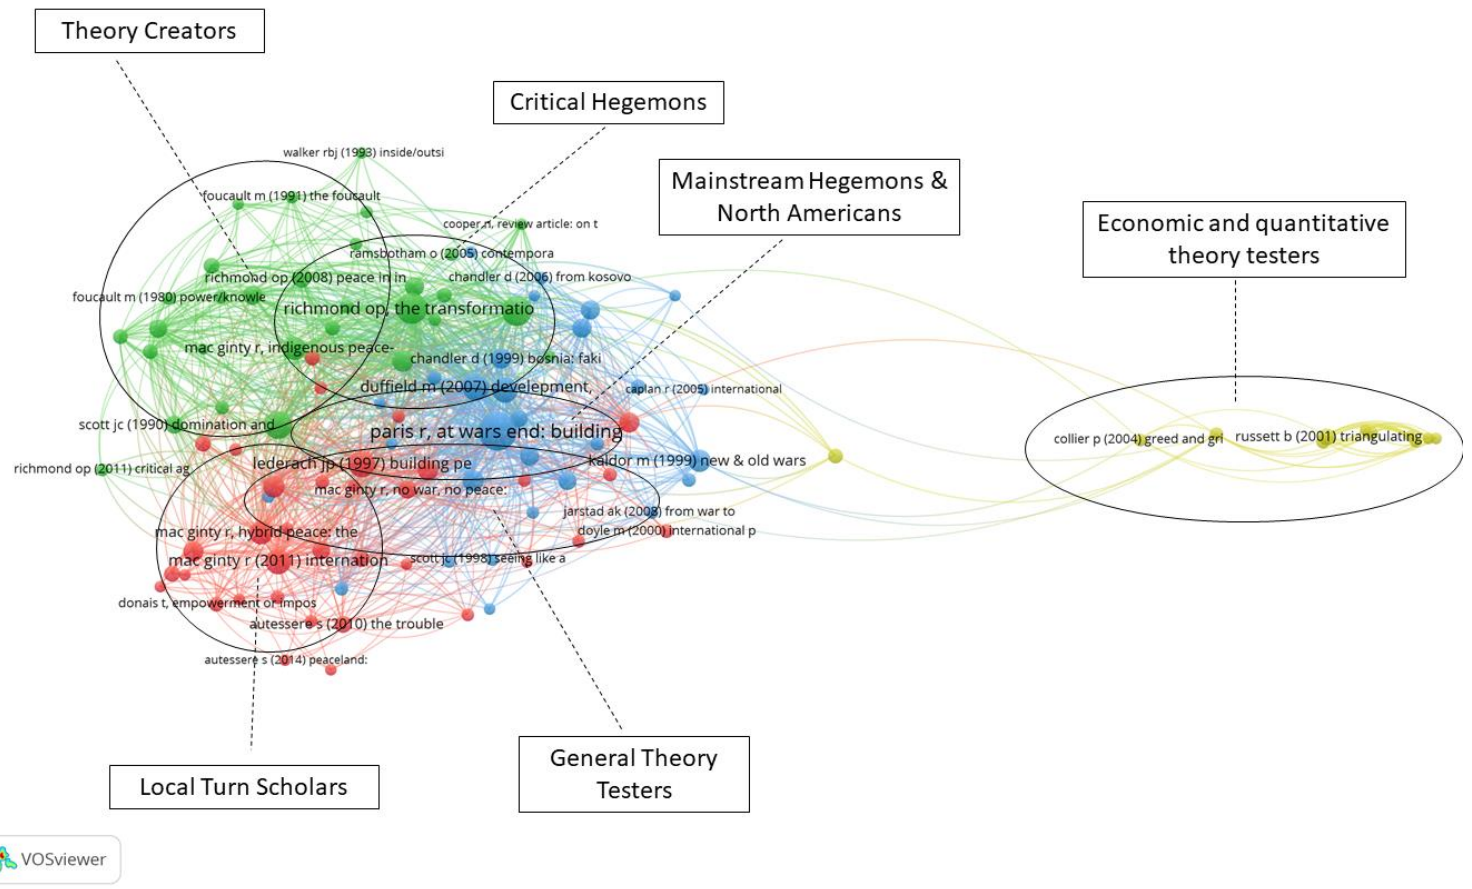 Theory Creators
Critical Hegemons
walker rbj (1993) inside/outsi
Mainstream Hegemons &
North Americans
foucault m (1991) the foucault
Economic and quantitative
theory testers
cooper n, review article: on t
ramsbotham o (2005) contempora
richmond op (2008) peace in in
chandler d (2006) from kosovo
foucault m (1980) power/knowle
richmond op, the transformatio
mac ginty r, indigenous peace-
chandler d (1999) bosnia: faki
duffield m (2007) development,
caplan r (2005) international
scott jc (1990) domination and
paris r, at wars end: building
collier p (2004) greed and gri
russett b (2001) triangulating
richmond op (2011) critical ag
lederach jp (1997) building pe
kaldor m (1999) new & old wars
mac ginty r, no war, no peace:
jarstad ak (2008) from war to
mac ginty r, hybrid peace: the
doyle m (2000) international p
mac ginty r (2011) internation
scott jc (1998) seeing like a
donais t, empowerment or impos
autessere s (2010) the trouble
autessere s (2014) peaceland:
General Theory
Testers
Local Turn Scholars
VOSviewer